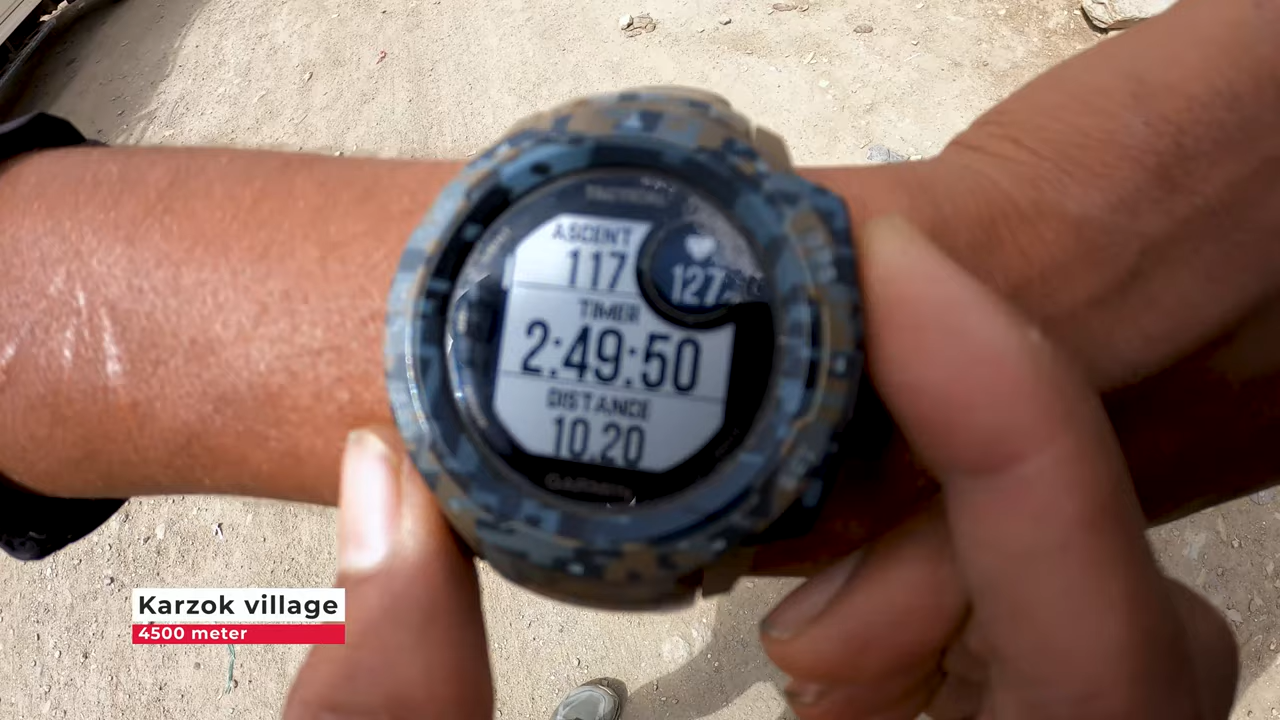 ASCENT
117
127
TIMER
2:49:50
DISTANCE
10.20
GARMIN
Karzok village
4500 meter